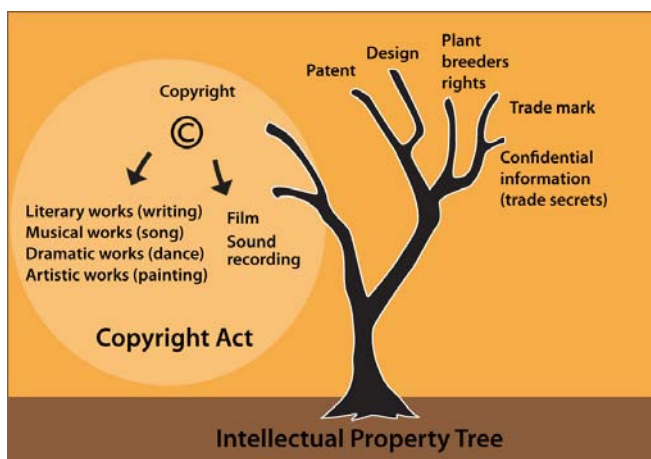 Copyright
©
Literary works (writing)
Musical works (song)
Dramatic works (dance)
Artistic works (painting)
Film
Sound
recording
Copyright Act
Patent
Design
Plant
breeders
rights
Trade mark
Confidential
information
(trade secrets)
Intellectual Property Tree